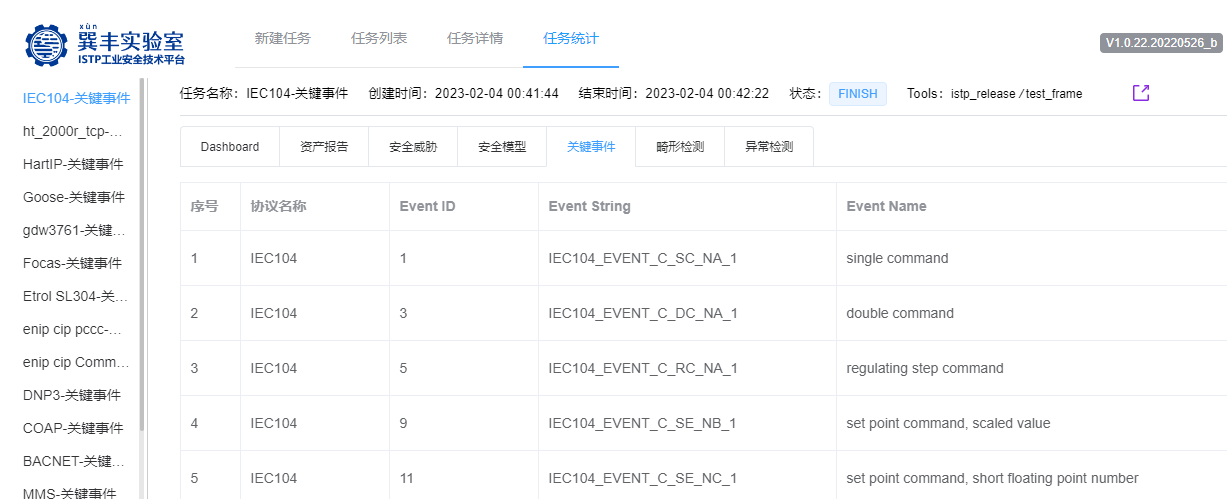 xùn
巽丰实验室
ISTP工业安全技术平台
新建任务 任务列表 任务详情 任务统计
V1.0.22.20220526_b
IEC104-关键事件
ht_2000r_tcp-...
HartIP-关键事件
Goose-关键事件
gdw3761-关键...
Focas-关键事件
Etrol SL304-关...
enip cip pccc-...
enip cip Comm...
DNP3-关键事件
COAP-关键事件
BACNET-关键...
MMS-关键事件
任务名称：IEC104-关键事件 创建时间：2023-02-04 00:41:44 结束时间：2023-02-04 00:42:22 状态： FINISH Tools：istp_release / test_frame
Dashboard 资产报告 安全威胁 安全模型 关键事件 畸形检测 异常检测
序号 协议名称 Event ID Event String Event Name
1 IEC104 1 IEC104_EVENT_C_SC_NA_1 single command
2 IEC104 3 IEC104_EVENT_C_DC_NA_1 double command
3 IEC104 5 IEC104_EVENT_C_RC_NA_1 regulating step command
4 IEC104 9 IEC104_EVENT_C_SE_NB_1 set point command, scaled value
5 IEC104 11 IEC104_EVENT_C_SE_NC_1 set point command, short floating point number